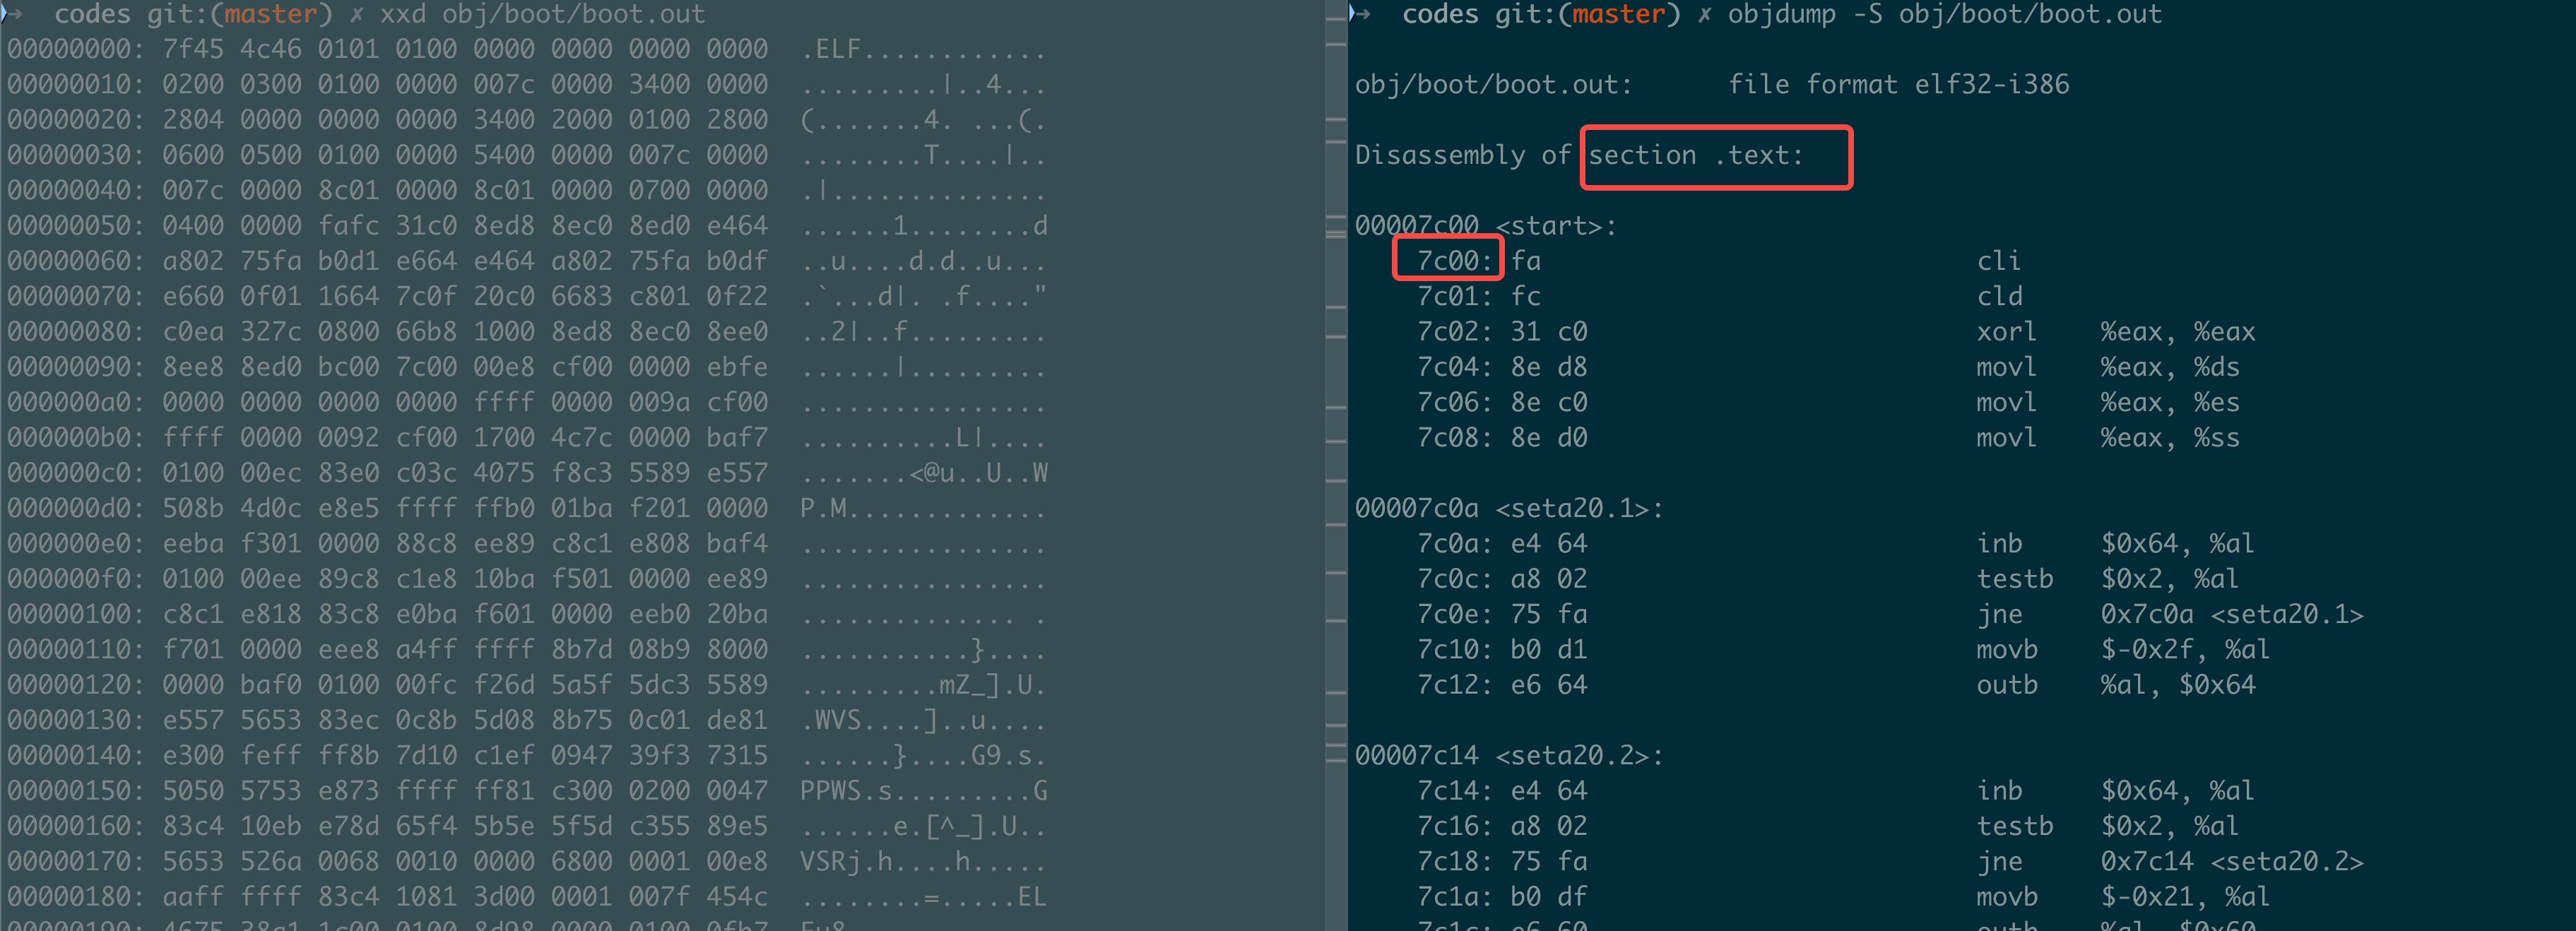 → codes git:(master) ✗ xxd obj/boot/boot.out
00000000: 7f45 4c46 0101 0100 0000 0000 0000 0000 .ELF............
00000010: 0200 0300 0100 0000 007c 0000 3400 0000 .........|..4...
00000020: 2804 0000 0000 0000 3400 2000 0100 2800 (.......4. ...(.
00000030: 0600 0500 0100 0000 5400 0000 007c 0000 ........T....|..
00000040: 007c 0000 8c01 0000 8c01 0000 0700 0000 .|..............
00000050: 0400 0000 fafc 31c0 8ed8 8ec0 8ed0 e464 ......1........d
00000060: a802 75fa b0d1 e664 e464 a802 75fa b0df ..u....d.d..u...
00000070: e660 0f01 1664 7c0f 20c0 6683 c801 0f22 .`...d|. .f...."
00000080: c0ea 327c 0800 66b8 1000 8ed8 8ec0 8ee0 ..2|..f.........
00000090: 8ee8 8ed0 bc00 7c00 00e8 cf00 0000 ebfe ......|.........
000000a0: 0000 0000 0000 0000 ffff 0000 009a cf00 ................
000000b0: ffff 0000 0092 cf00 1700 4c7c 0000 baf7 ..........L|....
000000c0: 0100 00ec 83e0 c03c 4075 f8c3 5589 e557 .......<@u..U..W
000000d0: 508b 4d0c e8e5 ffff ffb0 01ba f201 0000 P.M.............
000000e0: eeba f301 0000 88c8 ee89 c8c1 e808 baf4 ................
000000f0: 0100 00ee 89c8 c1e8 10ba f501 0000 ee89 ................
00000100: c8c1 e818 83c8 e0ba f601 0000 eeb0 20ba .............. .
00000110: f701 0000 eee8 a4ff ffff 8b7d 08b9 8000 ...........}....
00000120: 0000 baf0 0100 00fc f26d 5a5f 5dc3 5589 .........mZ_].U.
00000130: e557 5653 83ec 0c8b 5d08 8b75 0c01 de81 .WVS....]..u....
00000140: e300 feff ff8b 7d10 c1ef 0947 39f3 7315 ......}....G9.s.
00000150: 5050 5753 e873 ffff ff81 c300 0200 0047 PPWS.s.........G
00000160: 83c4 10eb e78d 65f4 5b5e 5f5d c355 89e5 ......e.[^_].U..
00000170: 5653 526a 0068 0010 0000 6800 0001 00e8 VSRj.h....h.....
00000180: aaff ffff 83c4 1081 3d00 0001 007f 454c ........=.....EL
→ codes git:(master) ✗ objdump -S obj/boot/boot.out
obj/boot/boot.out: file format elf32-i386
Disassembly of section .text:
00007c00 <start>:
7c00: fa cli
7c01: fc cld
7c02: 31 c0 xorl %eax, %eax
7c04: 8e d8 movl %eax, %ds
7c06: 8e c0 movl %eax, %es
7c08: 8e d0 movl %eax, %ss
00007c0a <seta20.1>:
7c0a: e4 64 inb $0x64, %al
7c0c: a8 02 testb $0x2, %al
7c0e: 75 fa jne 0x7c0a <seta20.1>
7c10: b0 d1 movb $-0x2f, %al
7c12: e6 64 outb %al, $0x64
00007c14 <seta20.2>:
7c14: e4 64 inb $0x64, %al
7c16: a8 02 testb $0x2, %al
7c18: 75 fa jne 0x7c14 <seta20.2>
7c1a: b0 df movb $-0x21, %al